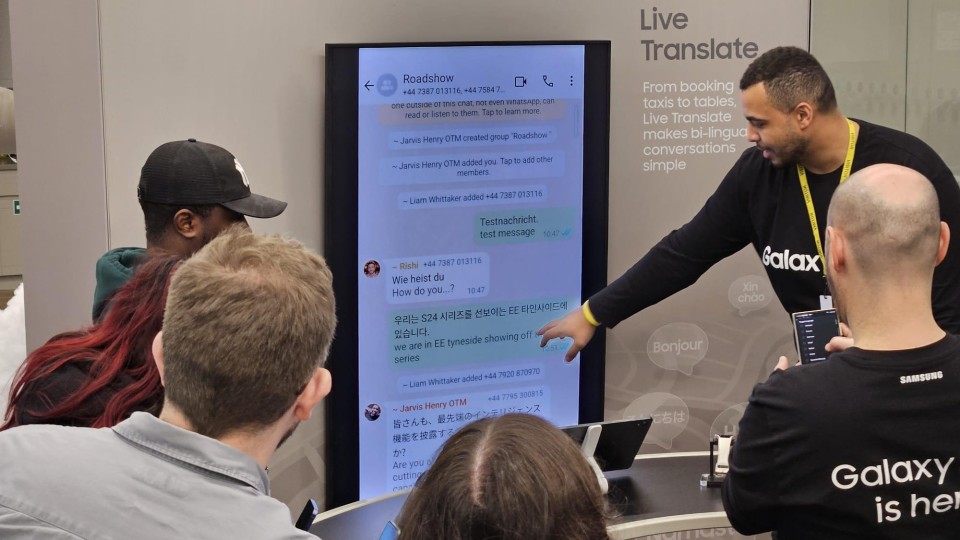 Live
Translate
From booking
taxis to tables,
Live Translate
makes bi-lingual
conversations
simple
Roadshow
+44 7387 013116, +44 7584 7...
one outside of this chat, not even WhatsApp, can
read or listen to them. Tap to learn more.
~ Jarvis Henry OTM created group "Roadshow"
~ Jarvis Henry OTM added you. Tap to add other
members.
~ Liam Whittaker added +44 7387 013116
Testnachricht.
test message
10:47
~ Rishi +44 7387 013116
Wie heist du
How do you...?
10:47
우리는 S24 시리즈를 선보이는 EE 타인사이드에
있습니다.
we are in EE tyneside showing off
series
~ Liam Whittaker added +44 7920 870970
~ Jarvis Henry OTM
+44 7795 300815
皆さんも、最先端のインテリジェンス
機能を披露する
か?
Are you
cutting
Galaxy
xin
chào
Bonjour
SAMSUNG
Galaxy
is her